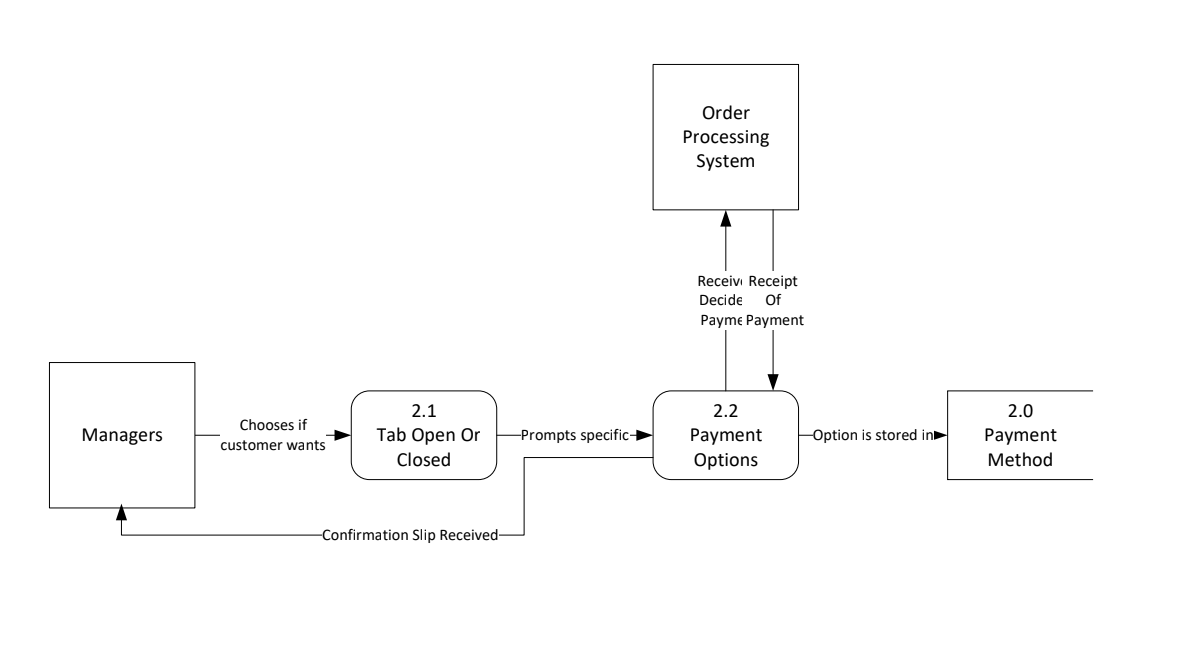 Order
Processing
System
Receipt
Of
Payment
Managers
Chooses if
customer wants
2.1
Tab Open Or
Closed
Prompts specific
2.2
Payment
Options
Option is stored in
2.0
Payment
Method
Confirmation Slip Received